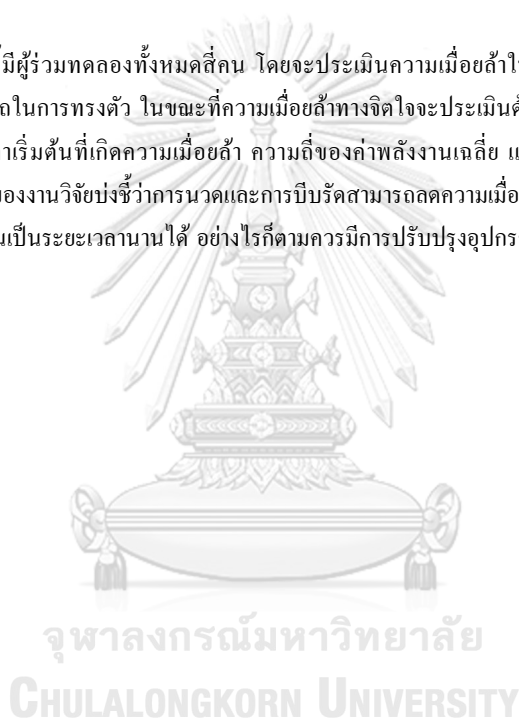 มีผู้ร่วมทดลองทั้งหมดสี่คน โดยจะประเมินความเมื่อยล้าใ
ถในการทรงตัว ในขณะที่ความเมื่อยล้าทางจิตใจจะประเมินด้
าเริ่มต้นที่เกิดความเมื่อยล้า ความถี่ของค่าพลังงานเฉลี่ย แ
ของงานวิจัยบ่งชี้ว่าการนวดและการบีบรัดสามารถลดความเมื่อ
นเป็นระยะเวลานานได้ อย่างไรก็ตามควรมีการปรับปรุงอุปกร
จุฬาลงกรณ์มหาวิทยาลัย
CHULALONGKORN UNIVERSITY